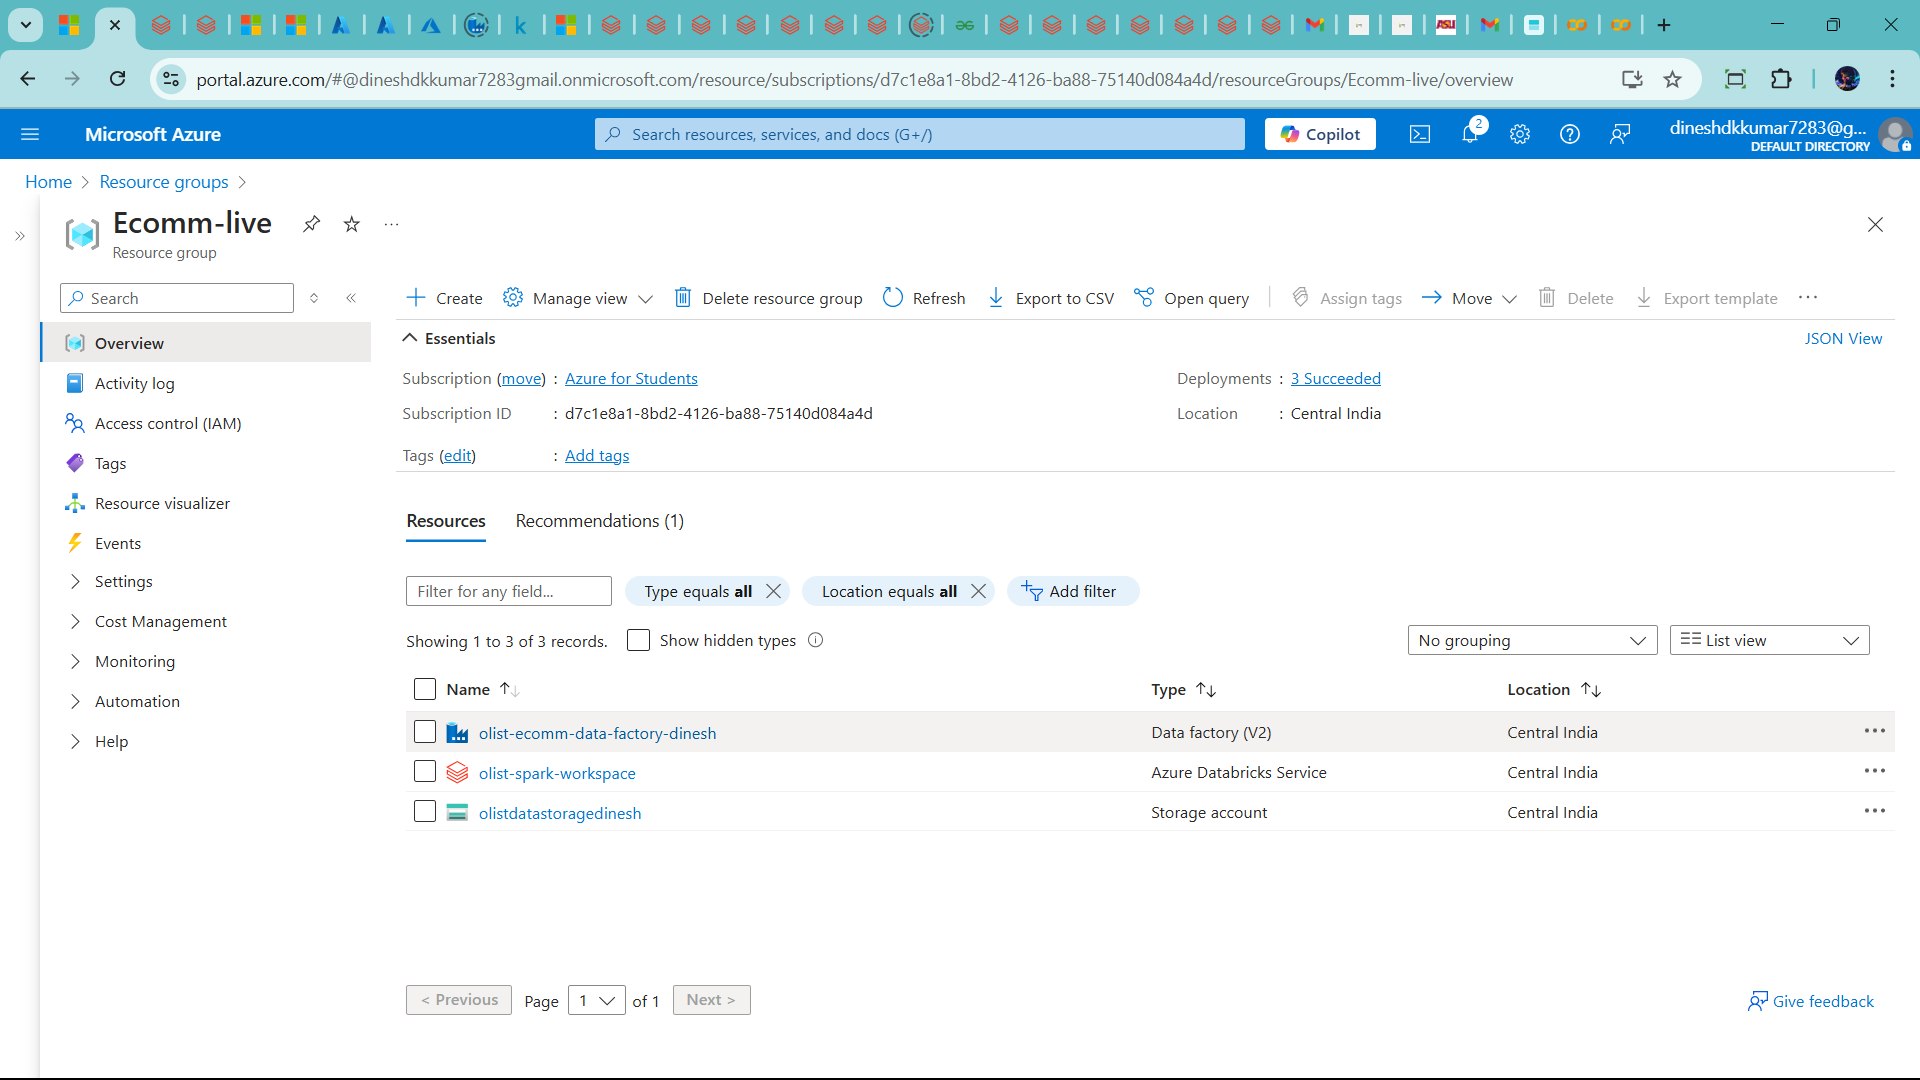 portal.azure.com/#@dineshdkkumar7283gmail.onmicrosoft.com/resource/subscriptions/d7c1e8a1-8bd2-4126-ba88-75140d084a4d/resourceGroups/Ecomm-live/overview
Microsoft Azure
Search resources, services, and docs (G+/)
Copilot
2
dineshdkkumar7283@g...
DEFAULT DIRECTORY
Home
Resource groups
Ecomm-live
Resource group
Search
Create
Manage view
Delete resource group
Refresh
Export to CSV
Open query
Assign tags
Move
Delete
Export template
Overview
Activity log
Access control (IAM)
Tags
Resource visualizer
Events
Settings
Cost Management
Monitoring
Automation
Help
Essentials
JSON View
Subscription (move) : Azure for Students
Deployments : 3 Succeeded
Subscription ID : d7c1e8a1-8bd2-4126-ba88-75140d084a4d
Location : Central India
Tags (edit) : Add tags
Resources
Recommendations (1)
Filter for any field...
Type equals all
Location equals all
Add filter
Showing 1 to 3 of 3 records.
Show hidden types
No grouping
List view
Name
Type
Location
olist-ecomm-data-factory-dinesh
Data factory (V2)
Central India
olist-spark-workspace
Azure Databricks Service
Central India
olistdatastoragedinesh
Storage account
Central India
< Previous
Page
1
of 1
Next >
Give feedback
ASU